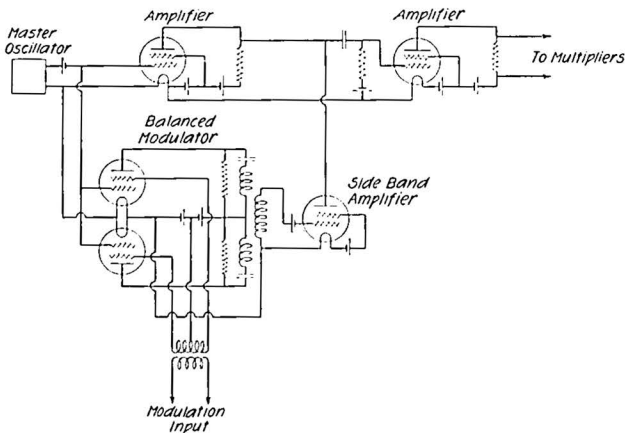 Amplifier
Amplifier
Master
Oscillator
To Multipliers
Balanced
Modulator
Side Band
Amplifier
Modulation
Input